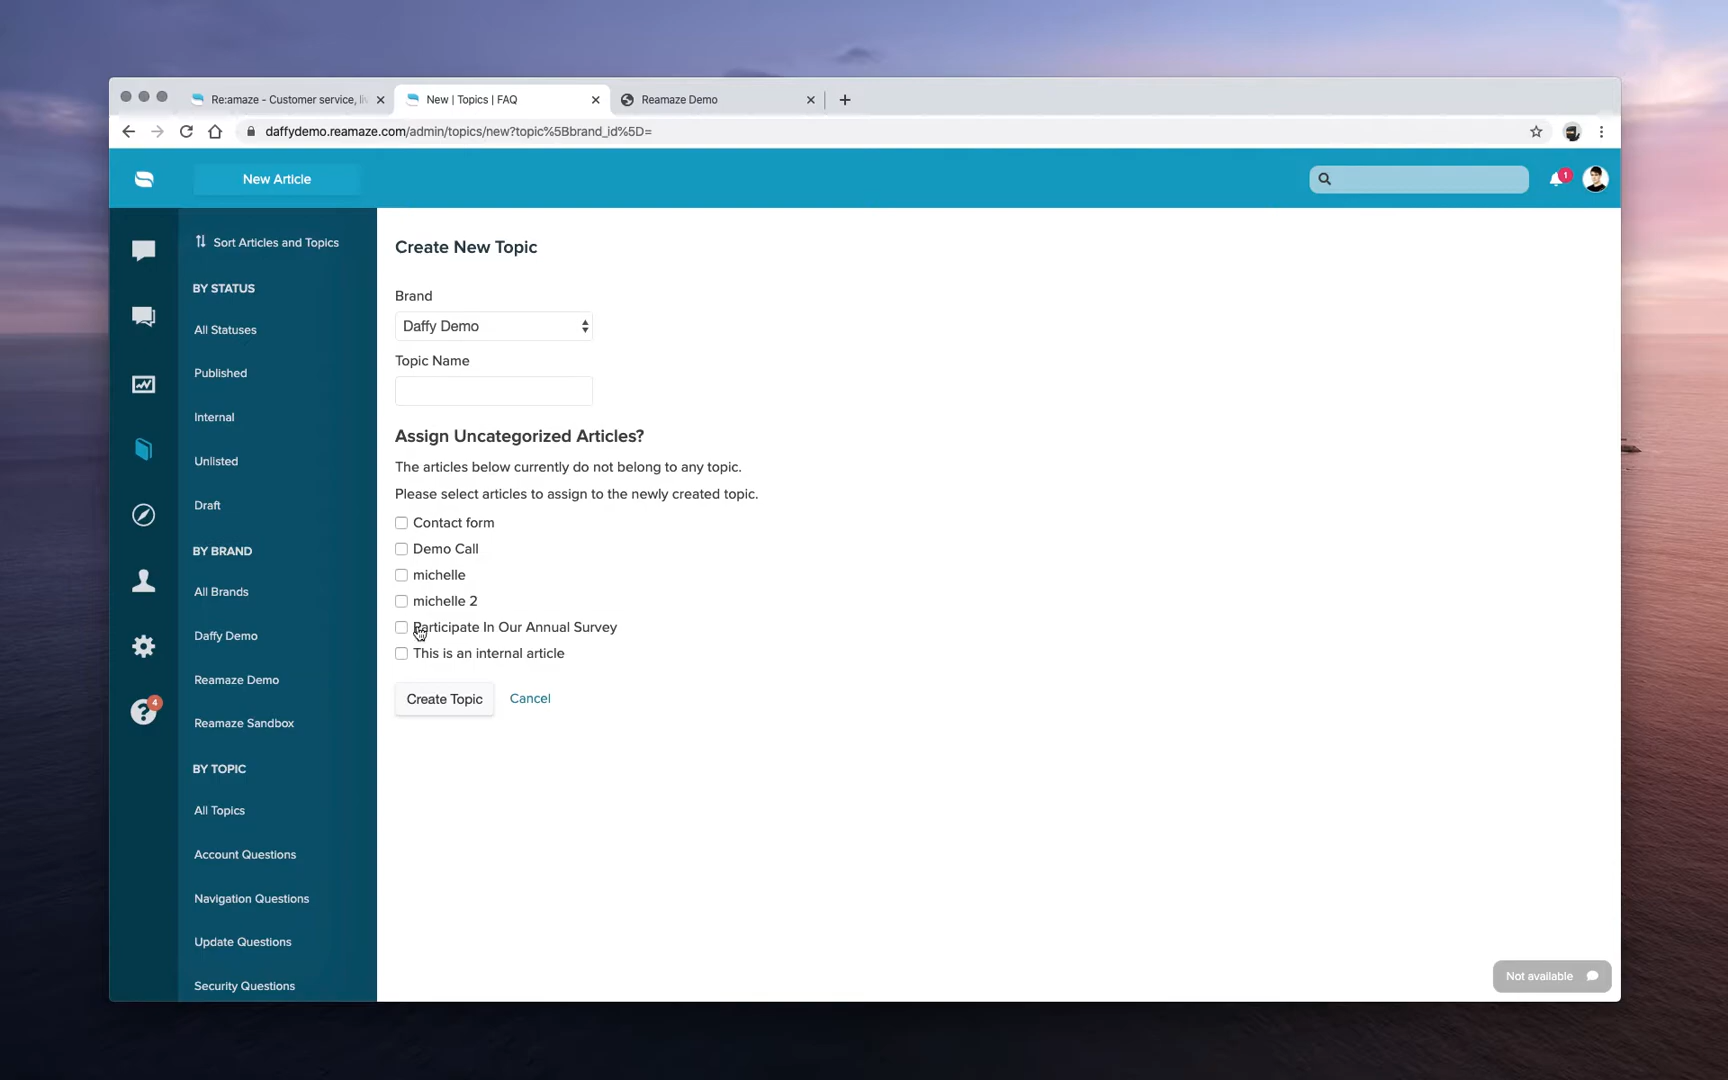 Re:amaze - Customer service, liv
New | Topics | FAQ
Reamaze Demo
daffydemo.reamaze.com/admin/topics/new?topic%5Bbrand_id%5D=
New Article
1
Sort Articles and Topics
BY STATUS
All Statuses
Published
Internal
Unlisted
Draft
BY BRAND
All Brands
Daffy Demo
Reamaze Demo
Reamaze Sandbox
BY TOPIC
All Topics
Account Questions
Navigation Questions
Update Questions
Security Questions
4
Create New Topic
Brand
Daffy Demo
Topic Name
Assign Uncategorized Articles?
The articles below currently do not belong to any topic.
Please select articles to assign to the newly created topic.
Contact form
Demo Call
michelle
michelle 2
Participate In Our Annual Survey
This is an internal article
Create Topic Cancel
Not available